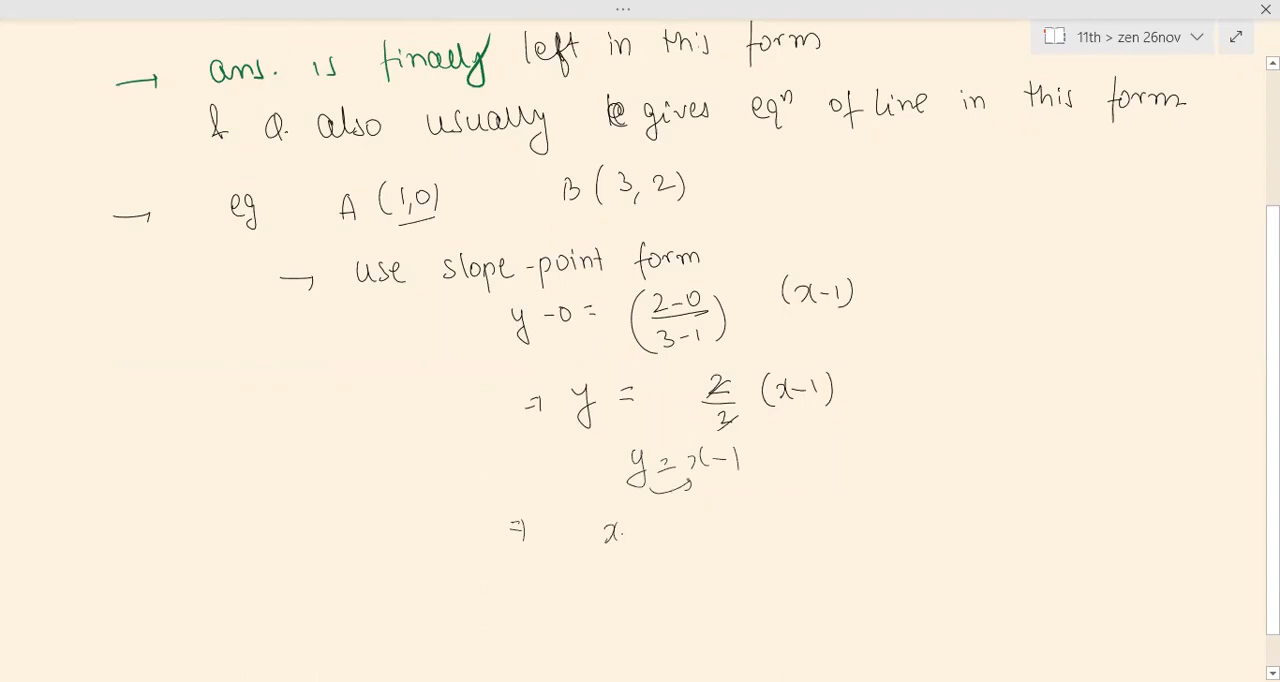 11th > zen 26nov
→ ans. is finally left in this form
& Q. also usually gives eqⁿ of line in this form
→ eg A (1,0) B (3, 2)
→ use slope-point form
y - 0 = (2-0 / 3-1) (x-1)
⇒ y = 2/2 (x-1)
y = x-1
⇒ x